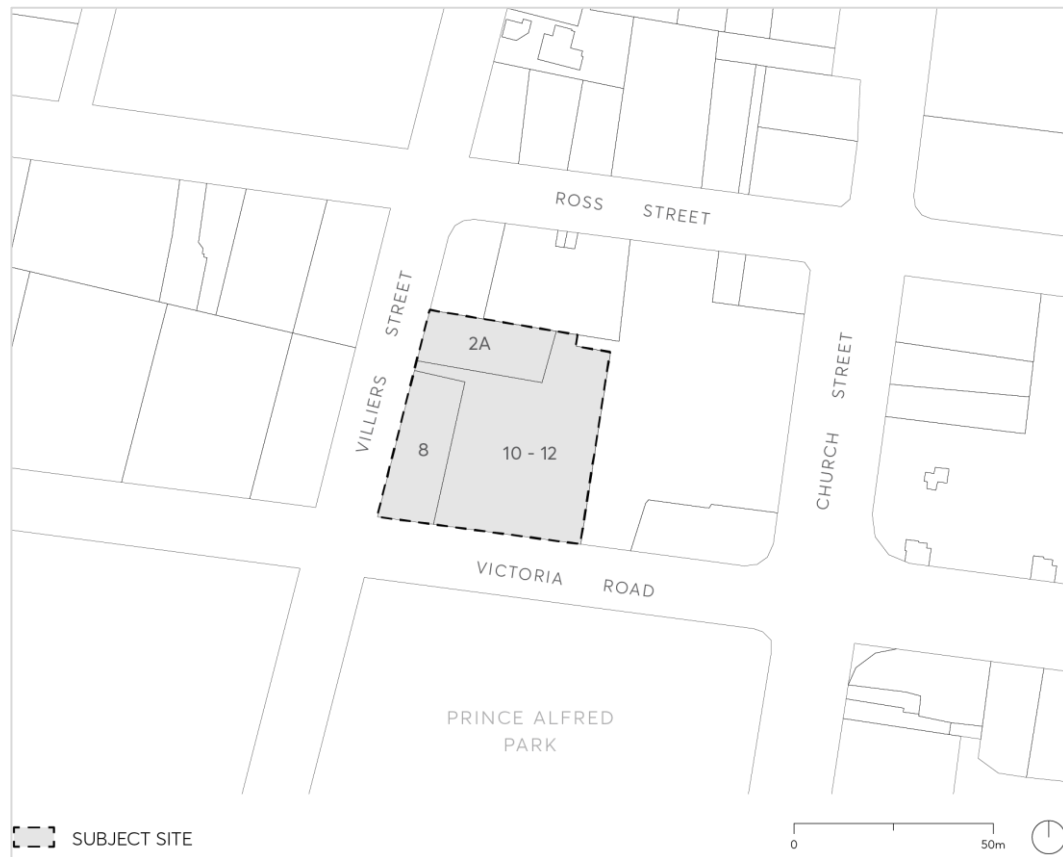 ROSS STREET
VILLIERS STREET
2A
8
10 - 12
CHURCH STREET
VICTORIA ROAD
PRINCE ALFRED
PARK
SUBJECT SITE
0
50m